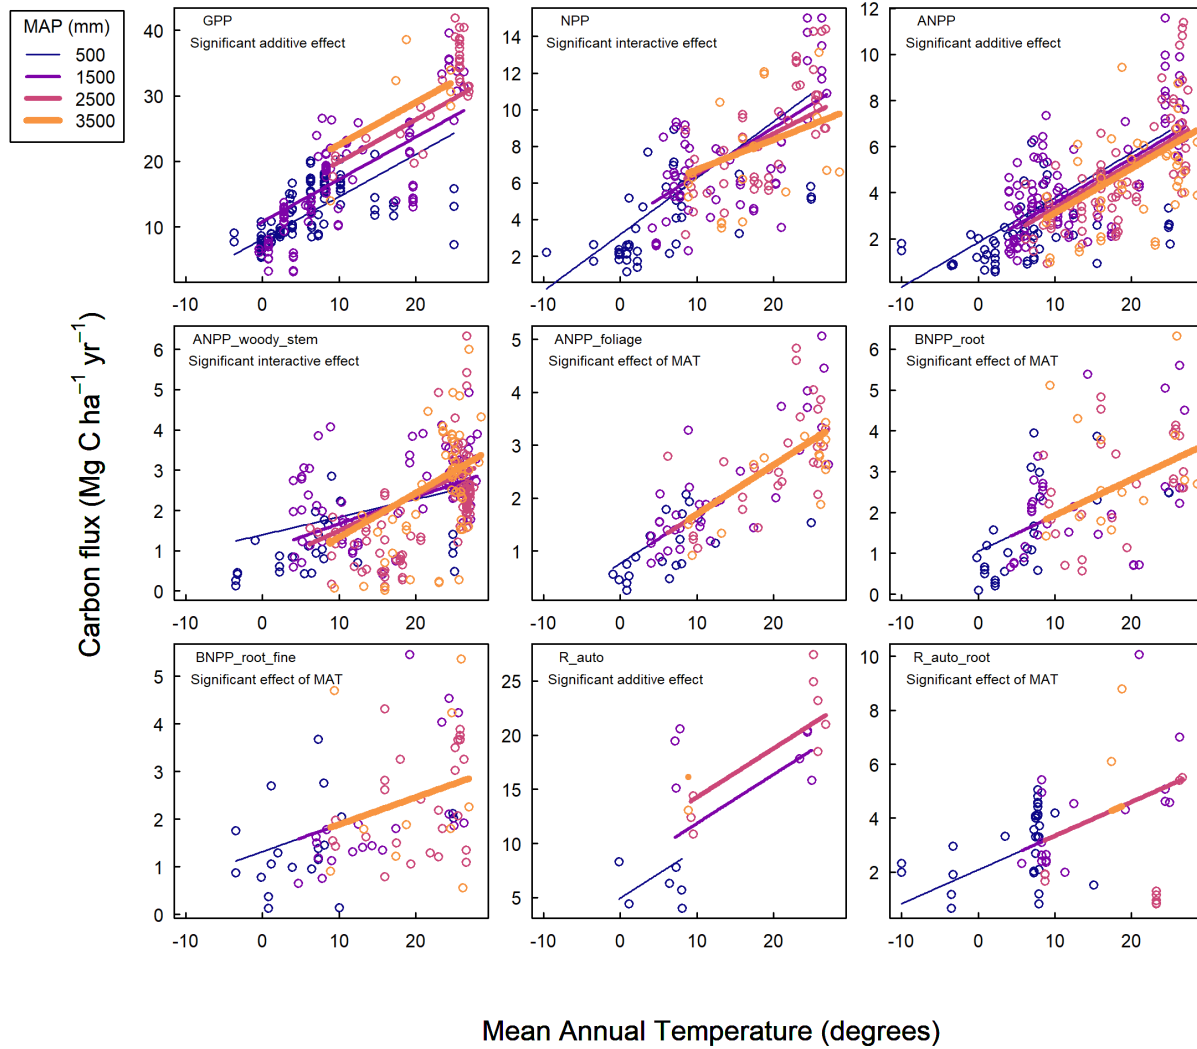 MAP (mm)
500
1500
2500
3500
GPP
Significant additive effect
40
30
20
10
-10 0 10 20
NPP
Significant interactive effect
14
12
10
8
6
4
2
-10 0 10 20
ANPP
Significant additive effect
12
10
8
6
4
2
-10 0 10 20
ANPP_woody_stem
Significant interactive effect
6
5
4
3
2
1
0
-10 0 10 20
ANPP_foliage
Significant effect of MAT
5
4
3
2
1
-10 0 10 20
BNPP_root
Significant effect of MAT
6
5
4
3
2
1
0
-10 0 10 20
BNPP_root_fine
Significant effect of MAT
5
4
3
2
1
0
-10 0 10 20
R_auto
Significant additive effect
25
20
15
10
5
-10 0 10 20
R_auto_root
Significant effect of MAT
10
8
6
4
2
-10 0 10 20
Carbon flux (Mg C ha⁻¹ yr⁻¹)
Mean Annual Temperature (degrees)